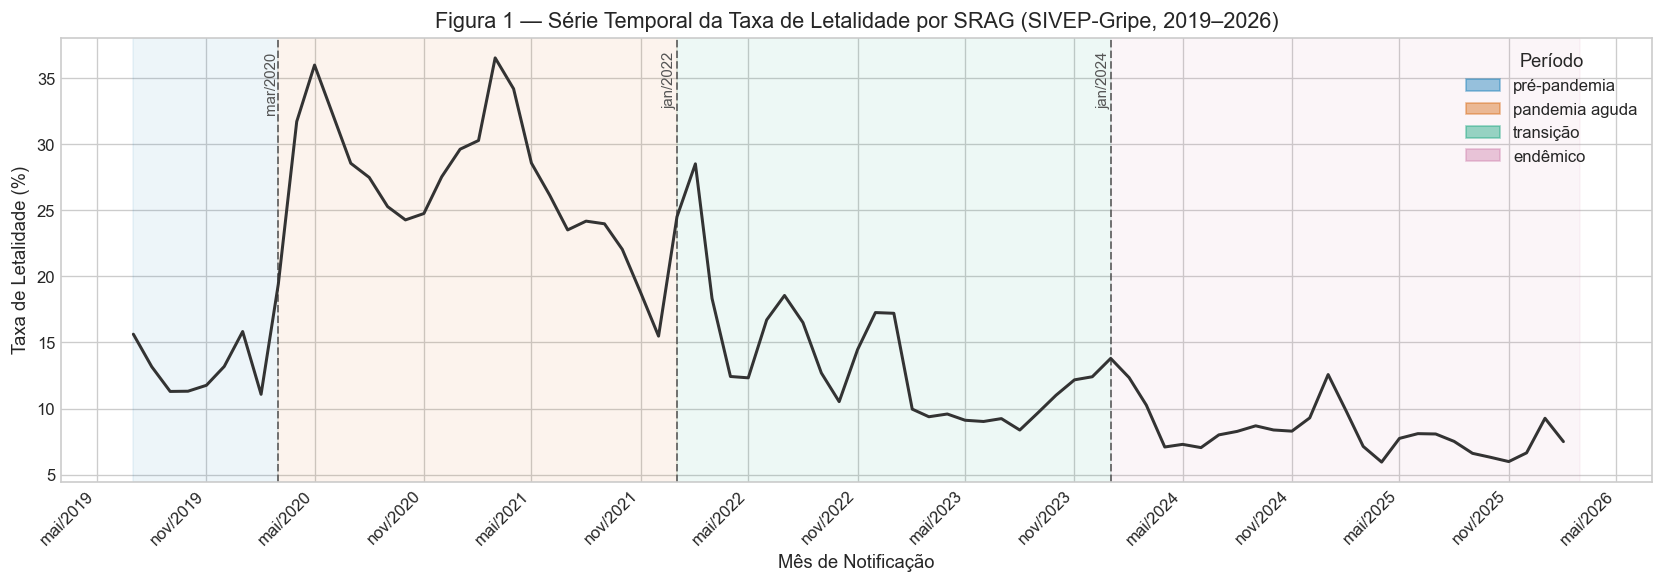 Figura 1 — Série Temporal da Taxa de Letalidade por SRAG (SIVEP-Gripe, 2019–2026)
Taxa de Letalidade (%)
35
30
25
20
15
10
5
mar/2020
jan/2022
jan/2024
Período
pré-pandemia
pandemia aguda
transição
endêmico
mai/2019
nov/2019
mai/2020
nov/2020
mai/2021
nov/2021
mai/2022
nov/2022
mai/2023
nov/2023
mai/2024
nov/2024
mai/2025
nov/2025
mai/2026
Mês de Notificação